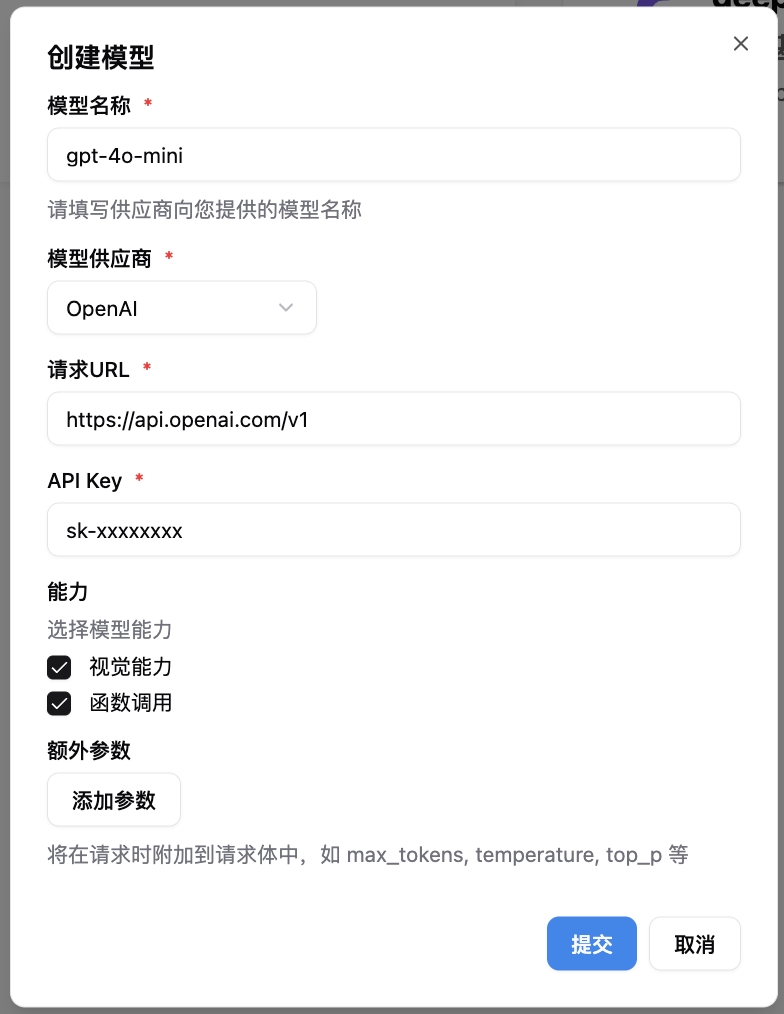 创建模型
模型名称 *
gpt-4o-mini
请填写供应商向您提供的模型名称
模型供应商 *
OpenAI
请求URL *
https://api.openai.com/v1
API Key *
sk-xxxxxxxx
能力
选择模型能力
视觉能力
函数调用
额外参数
添加参数
将在请求时附加到请求体中，如 max_tokens, temperature, top_p 等
提交 取消